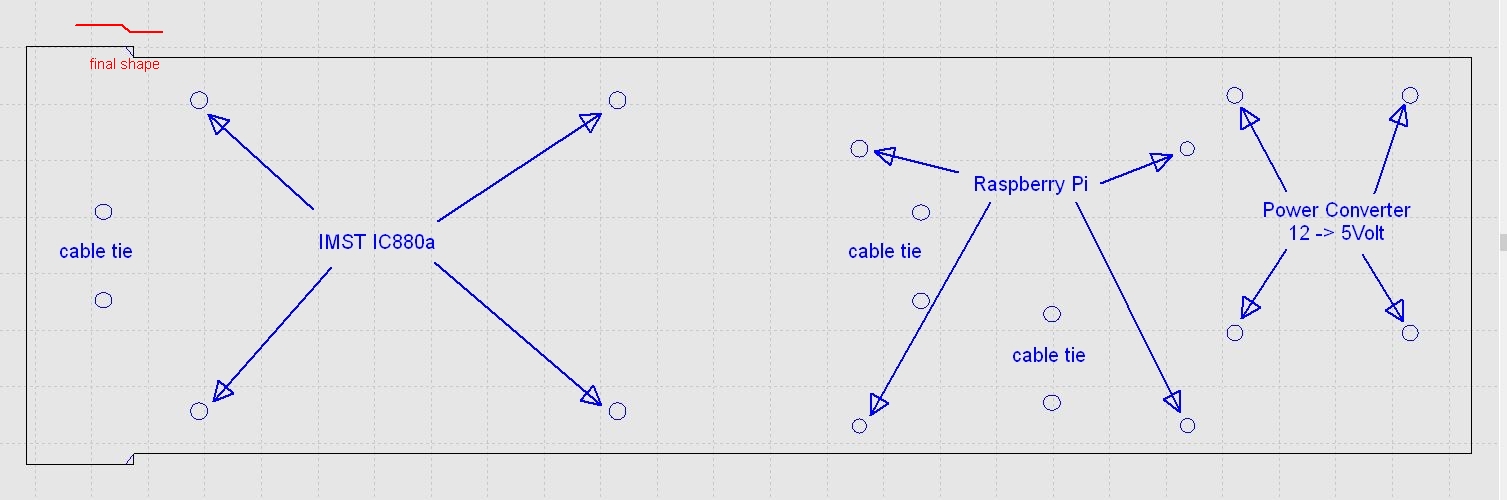 final shape
Raspberry Pi
Power Converter
12 -> 5Volt
IMST IC880a
cable tie
cable tie
cable tie